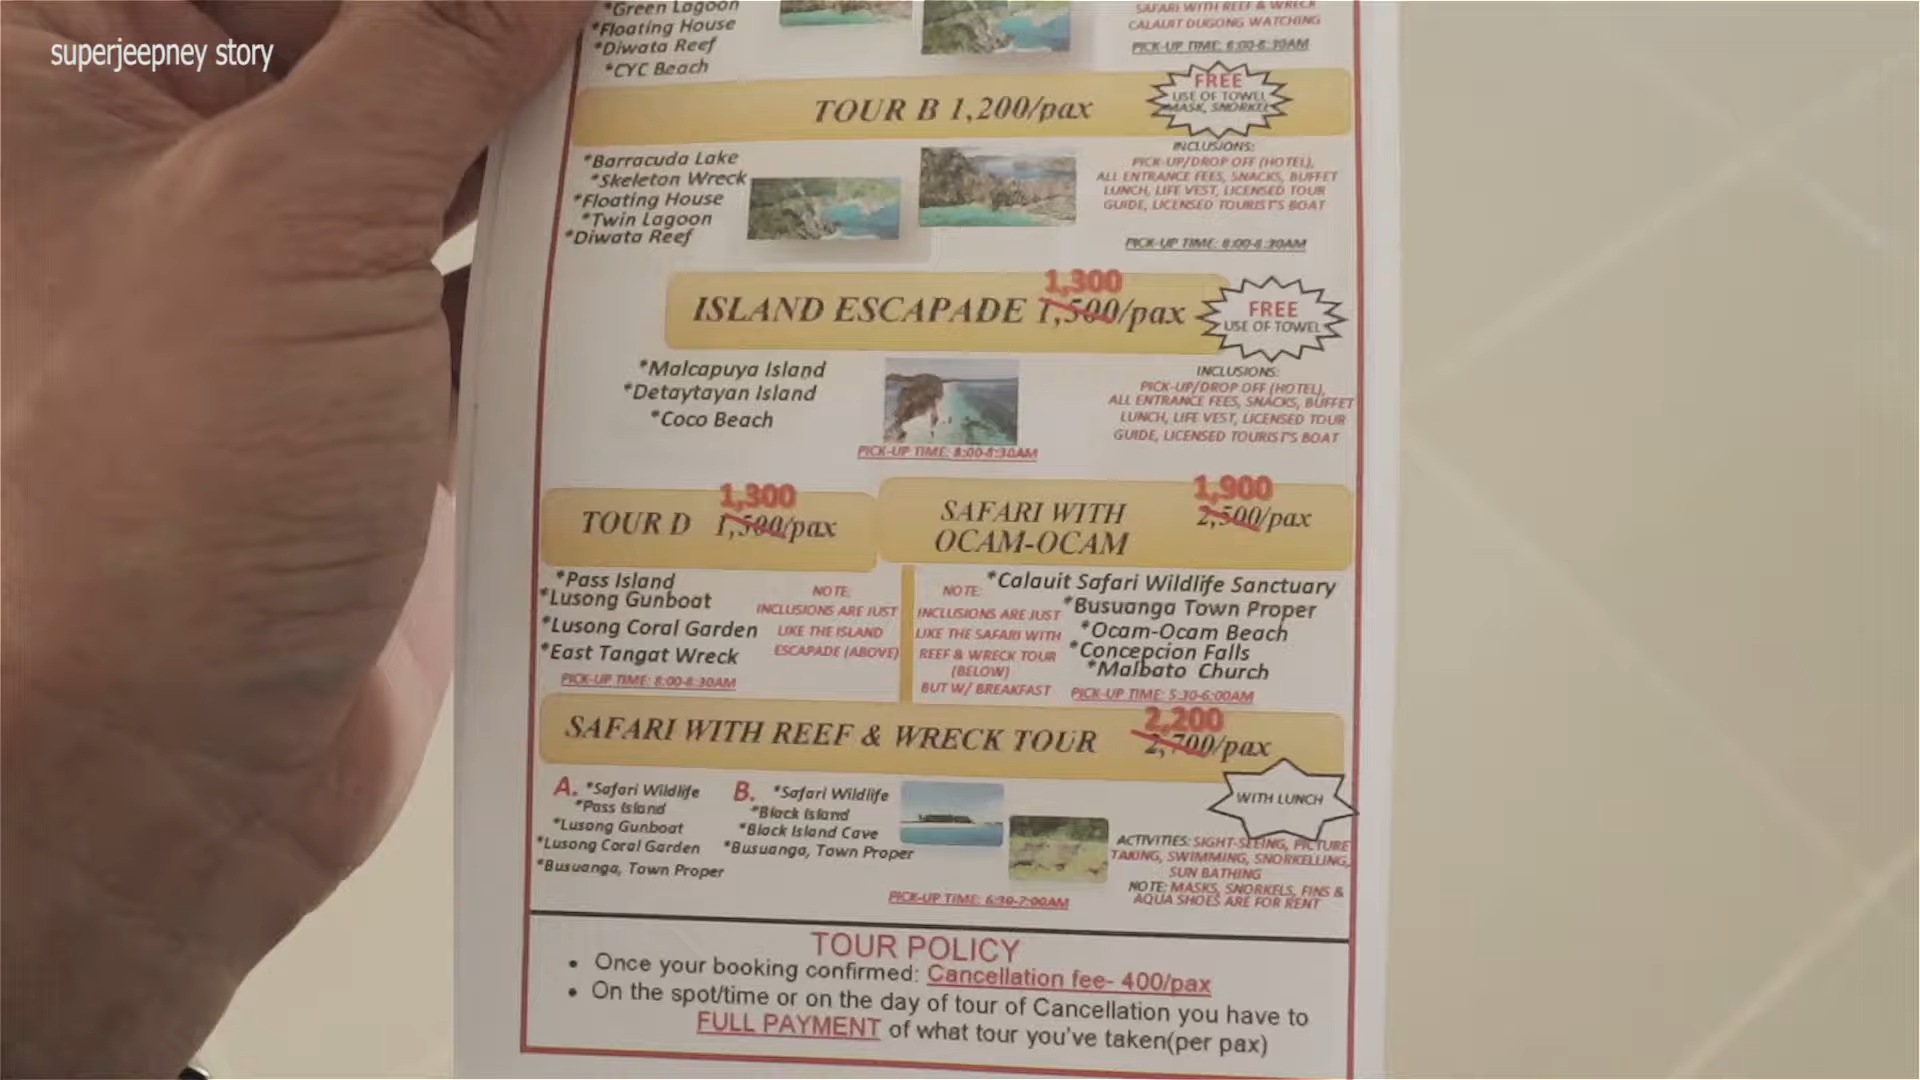 superjeepney story
*Green Lagoon
*Floating House
*Diwata Reef
*CYC Beach
SAFARI WITH REEF & WRECK
CALAUIT DUGONG WATCHING
PICK-UP TIME: 8:00-8:30AM
TOUR B 1,200/pax
FREE
USE OF TOWEL
MASK, SNORKEL
*Barracuda Lake
*Skeleton Wreck
*Floating House
*Twin Lagoon
*Diwata Reef
INCLUSIONS:
PICK-UP/DROP OFF (HOTEL),
ALL ENTRANCE FEES, SNACKS, BUFFET
LUNCH, LIFE VEST, LICENSED TOUR
GUIDE, LICENSED TOURIST'S BOAT
PICK-UP TIME: 8:00-8:30AM
1,300
ISLAND ESCAPADE 1,500/pax
FREE
USE OF TOWEL
*Malcapuya Island
*Detaytayan Island
*Coco Beach
PICK-UP TIME: 8:00-8:30AM
INCLUSIONS:
PICK-UP/DROP OFF (HOTEL),
ALL ENTRANCE FEES, SNACKS, BUFFET
LUNCH, LIFE VEST, LICENSED TOUR
GUIDE, LICENSED TOURIST'S BOAT
1,300
TOUR D 1,500/pax
*Pass Island
*Lusong Gunboat
*Lusong Coral Garden
*East Tangat Wreck
PICK-UP TIME: 8:00-8:30AM
NOTE:
INCLUSIONS ARE JUST
LIKE THE ISLAND
ESCAPADE (ABOVE)
1,900
SAFARI WITH 2,500/pax
OCAM-OCAM
NOTE:
INCLUSIONS ARE JUST
LIKE THE SAFARI WITH
REEF & WRECK TOUR
(BELOW)
BUT W/ BREAKFAST
*Calauit Safari Wildlife Sanctuary
*Busuanga Town Proper
*Ocam-Ocam Beach
*Concepcion Falls
*Malbato Church
PICK-UP TIME: 5:30-6:00AM
2,200
SAFARI WITH REEF & WRECK TOUR 2,700/pax
WITH LUNCH
A. *Safari Wildlife
*Pass Island
*Lusong Gunboat
*Lusong Coral Garden
*Busuanga, Town Proper
B. *Safari Wildlife
*Black Island
*Black Island Cave
*Busuanga, Town Proper
PICK-UP TIME: 6:30-7:00AM
ACTIVITIES: SIGHT-SEEING, PICTURE
TAKING, SWIMMING, SNORKELLING,
SUN BATHING
NOTE: MASKS, SNORKELS, FINS &
AQUA SHOES ARE FOR RENT
TOUR POLICY
• Once your booking confirmed: Cancellation fee- 400/pax
• On the spot/time or on the day of tour of Cancellation you have to
FULL PAYMENT of what tour you've taken(per pax)